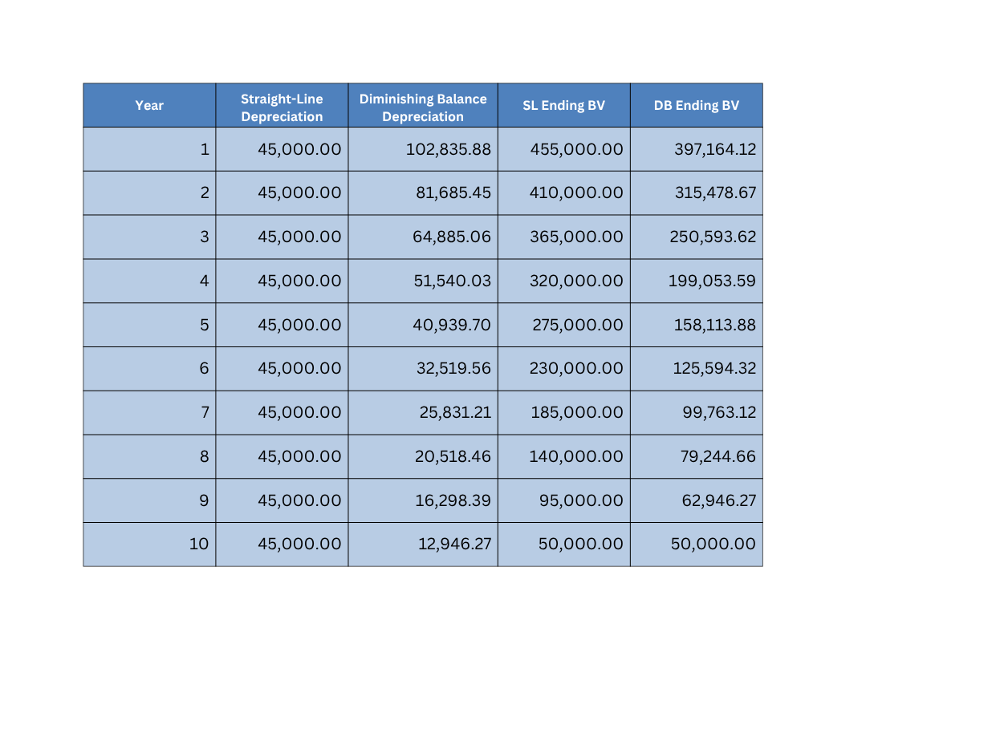 Year Straight-Line Depreciation Diminishing Balance Depreciation SL Ending BV DB Ending BV
1 45,000.00 102,835.88 455,000.00 397,164.12
2 45,000.00 81,685.45 410,000.00 315,478.67
3 45,000.00 64,885.06 365,000.00 250,593.62
4 45,000.00 51,540.03 320,000.00 199,053.59
5 45,000.00 40,939.70 275,000.00 158,113.88
6 45,000.00 32,519.56 230,000.00 125,594.32
7 45,000.00 25,831.21 185,000.00 99,763.12
8 45,000.00 20,518.46 140,000.00 79,244.66
9 45,000.00 16,298.39 95,000.00 62,946.27
10 45,000.00 12,946.27 50,000.00 50,000.00